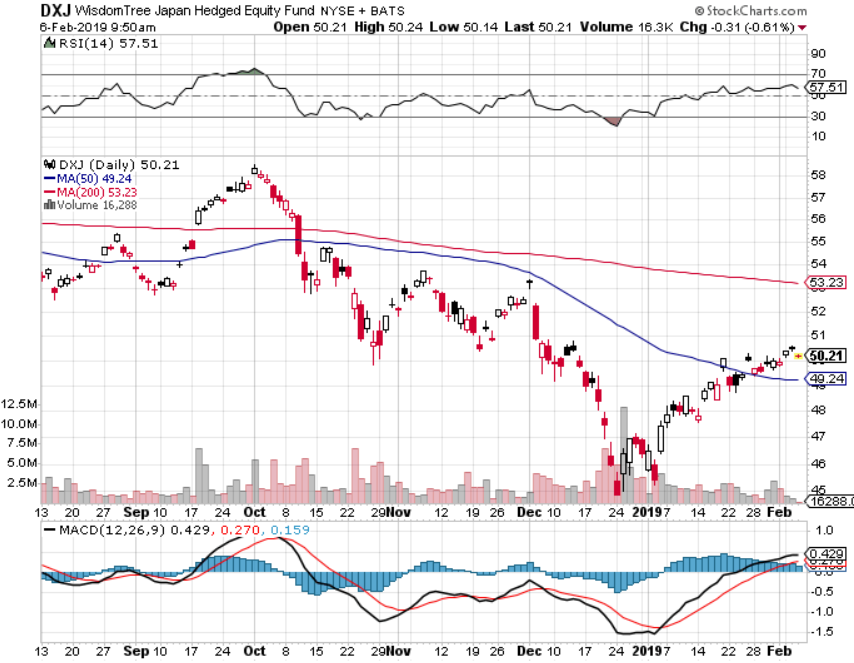 DXJ WisdomTree Japan Hedged Equity Fund NYSE + BATS © StockCharts.com
6-Feb-2019 9:50am Open 50.21 High 50.24 Low 50.14 Last 50.21 Volume 16.3K Chg -0.31 (-0.61%)
RSI(14) 57.51
90
70
57.51
50
30
10
DXJ (Daily) 50.21
MA(50) 49.24
MA(200) 53.23
Volume 16,288
58
57
56
55
54
53.23
53
52
51
50.21
49.24
49
48
47
46
45
12.5M
10.0M
7.5M
5.0M
2.5M
16288.0
13 20 27 Sep 10 17 24 Oct 8 15 22 29 Nov 12 19 26 Dec 10 17 24 2019 7 14 22 28 Feb
MACD(12,26,9) 0.429, 0.270, 0.159
1.0
0.429
0.270
0.0
-0.5
-1.0
-1.5
13 20 27 Sep 10 17 24 Oct 8 15 22 29 Nov 12 19 26 Dec 10 17 24 2019 7 14 22 28 Feb